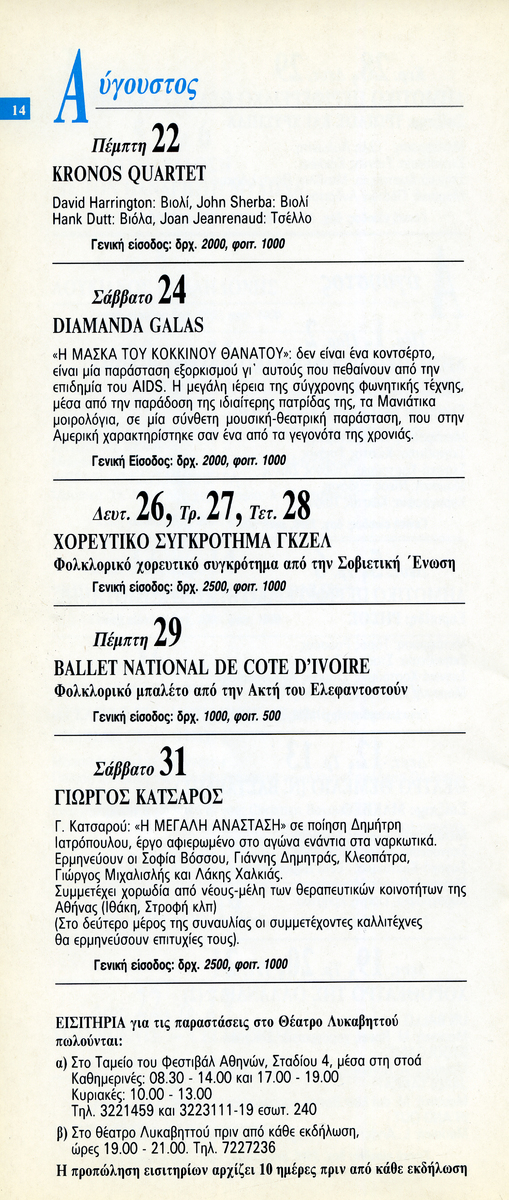 14
Αύγουστος
Πέμπτη 22
KRONOS QUARTET
David Harrington: Βιολί, John Sherba: Βιολί
Hank Dutt: Βιόλα, Joan Jeanrenaud: Τσέλλο
Γενική είσοδος: δρχ. 2000, φοιτ. 1000
Σάββατο 24
DIAMANDA GALAS
«Η ΜΑΣΚΑ ΤΟΥ ΚΟΚΚΙΝΟΥ ΘΑΝΑΤΟΥ»: δεν είναι ένα κοντσέρτο,
είναι μία παράσταση εξορκισμού γι' αυτούς που πεθαίνουν από την
επιδημία του AIDS. Η μεγάλη ιέρεια της σύγχρονης φωνητικής τέχνης,
μέσα από την παράδοση της ιδιαίτερης πατρίδας της, τα Μανιάτικα
μοιρολόγια, σε μία σύνθετη μουσική-θεατρική παράσταση, που στην
Αμερική χαρακτηρίστηκε σαν ένα από τα γεγονότα της χρονιάς.
Γενική Είσοδος: δρχ. 2000, φοιτ. 1000
Δευτ. 26, Τρ. 27, Τετ. 28
ΧΟΡΕΥΤΙΚΟ ΣΥΓΚΡΟΤΗΜΑ ΓΚΖΕΛ
Φολκλορικό χορευτικό συγκρότημα από την Σοβιετική Ένωση
Γενική είσοδος: δρχ. 2500, φοιτ. 1000
Πέμπτη 29
BALLET NATIONAL DE COTE D'IVOIRE
Φολκλορικό μπαλέτο από την Ακτή του Ελεφαντοστούν
Γενική είσοδος: δρχ. 1000, φοιτ. 500
Σάββατο 31
ΓΙΩΡΓΟΣ ΚΑΤΣΑΡΟΣ
Γ. Κατσαρού: «Η ΜΕΓΑΛΗ ΑΝΑΣΤΑΣΗ» σε ποίηση Δημήτρη
Ιατρόπουλου, έργο αφιερωμένο στο αγώνα ενάντια στα ναρκωτικά.
Ερμηνεύουν οι Σοφία Βόσσου, Γιάννης Δημητράς, Κλεοπάτρα,
Γιώργος Μιχαλισλής και Λάκης Χαλκιάς.
Συμμετέχει χορωδία από νέους-μέλη των θεραπευτικών κοινοτήτων της
Αθήνας (Ιθάκη, Στροφή κλπ)
(Στο δεύτερο μέρος της συναυλίας οι συμμετέχοντες καλλιτέχνες
θα ερμηνεύσουν επιτυχίες τους).
Γενική είσοδος: δρχ. 2500, φοιτ. 1000
ΕΙΣΙΤΗΡΙΑ για τις παραστάσεις στο Θέατρο Λυκαβηττού
πωλούνται:
α) Στο Ταμείο του Φεστιβάλ Αθηνών, Σταδίου 4, μέσα στη στοά
Καθημερινές: 08.30 - 14.00 και 17.00 - 19.00
Κυριακές: 10.00 - 13.00
Τηλ. 3221459 και 3223111-19 εσωτ. 240
β) Στο θέατρο Λυκαβηττού πριν από κάθε εκδήλωση,
ώρες 19.00 - 21.00. Τηλ. 7227236
Η προπώληση εισιτηρίων αρχίζει 10 ημέρες πριν από κάθε εκδήλωση